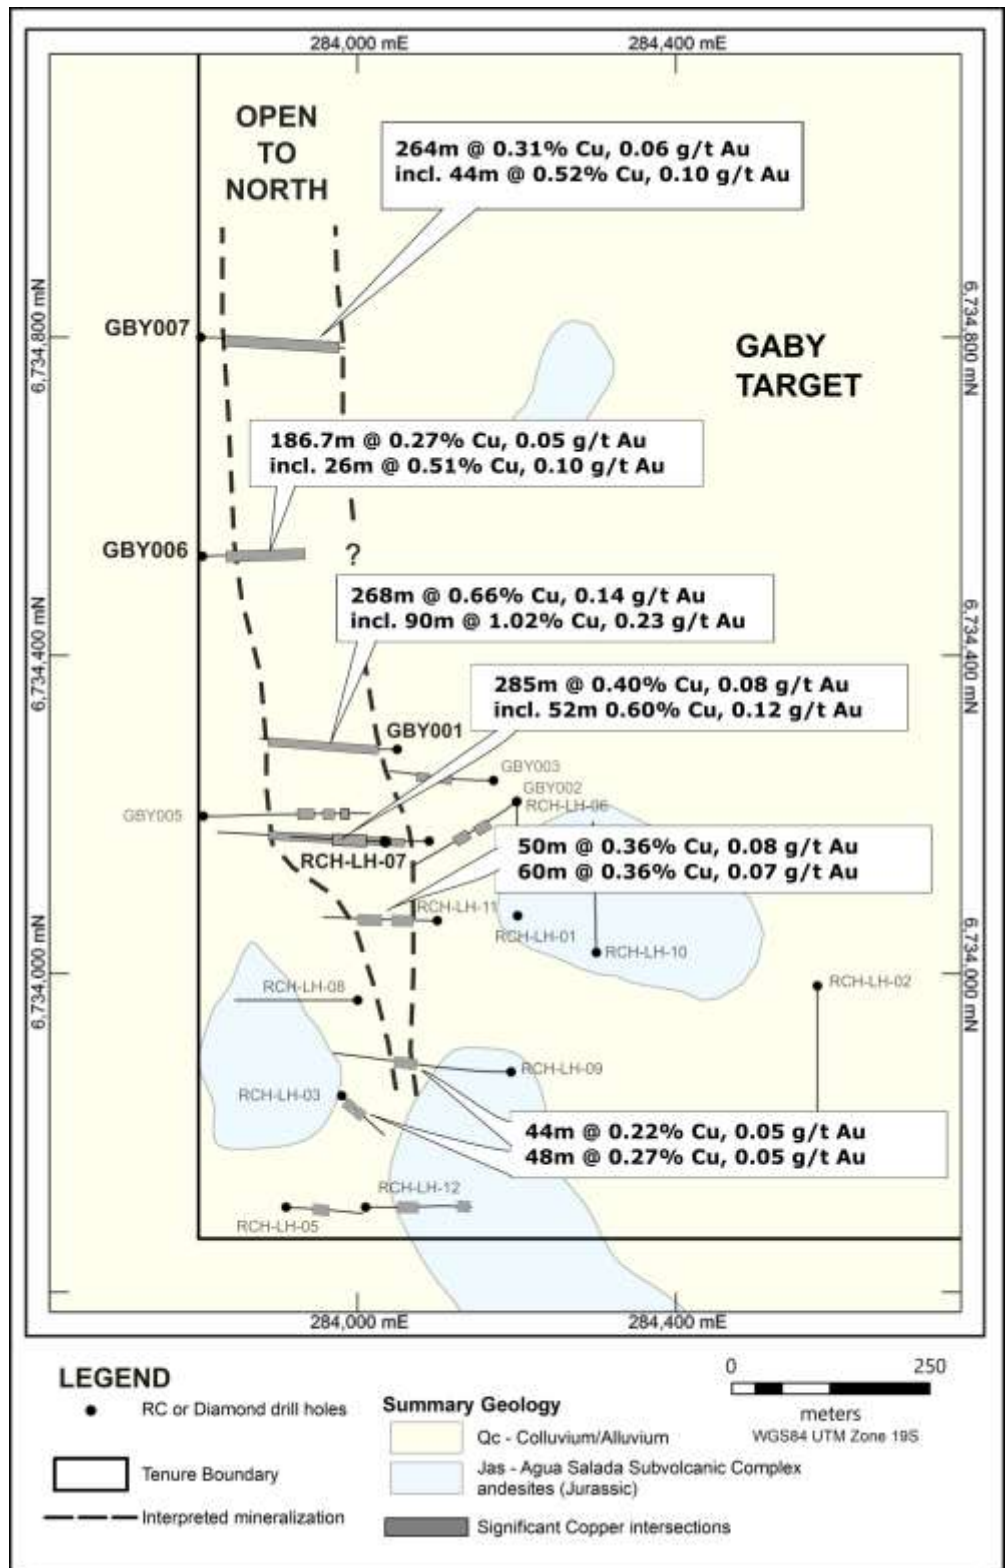 284,000 mE
284,400 mE
OPEN
TO
NORTH
264m @ 0.31% Cu, 0.06 g/t Au
incl. 44m @ 0.52% Cu, 0.10 g/t Au
6,734,800 mN
6,734,800 mN
GBY007
GABY
TARGET
186.7m @ 0.27% Cu, 0.05 g/t Au
incl. 26m @ 0.51% Cu, 0.10 g/t Au
GBY006
?
268m @ 0.66% Cu, 0.14 g/t Au
incl. 90m @ 1.02% Cu, 0.23 g/t Au
6,734,400 mN
6,734,400 mN
285m @ 0.40% Cu, 0.08 g/t Au
incl. 52m 0.60% Cu, 0.12 g/t Au
GBY001
GBY003
GBY002
RCH-LH-06
GBY005
RCH-LH-07
50m @ 0.36% Cu, 0.08 g/t Au
60m @ 0.36% Cu, 0.07 g/t Au
RCH-LH-11
RCH-LH-01
RCH-LH-10
6,734,000 mN
6,734,000 mN
RCH-LH-08
RCH-LH-02
RCH-LH-09
RCH-LH-03
44m @ 0.22% Cu, 0.05 g/t Au
48m @ 0.27% Cu, 0.05 g/t Au
RCH-LH-12
RCH-LH-05
284,000 mE
284,400 mE
LEGEND
RC or Diamond drill holes
Tenure Boundary
Interpreted mineralization
Summary Geology
Qc - Colluvium/Alluvium
Jas - Agua Salada Subvolcanic Complex
andesites (Jurassic)
Significant Copper intersections
0 250
meters
WGS84 UTM Zone 19S